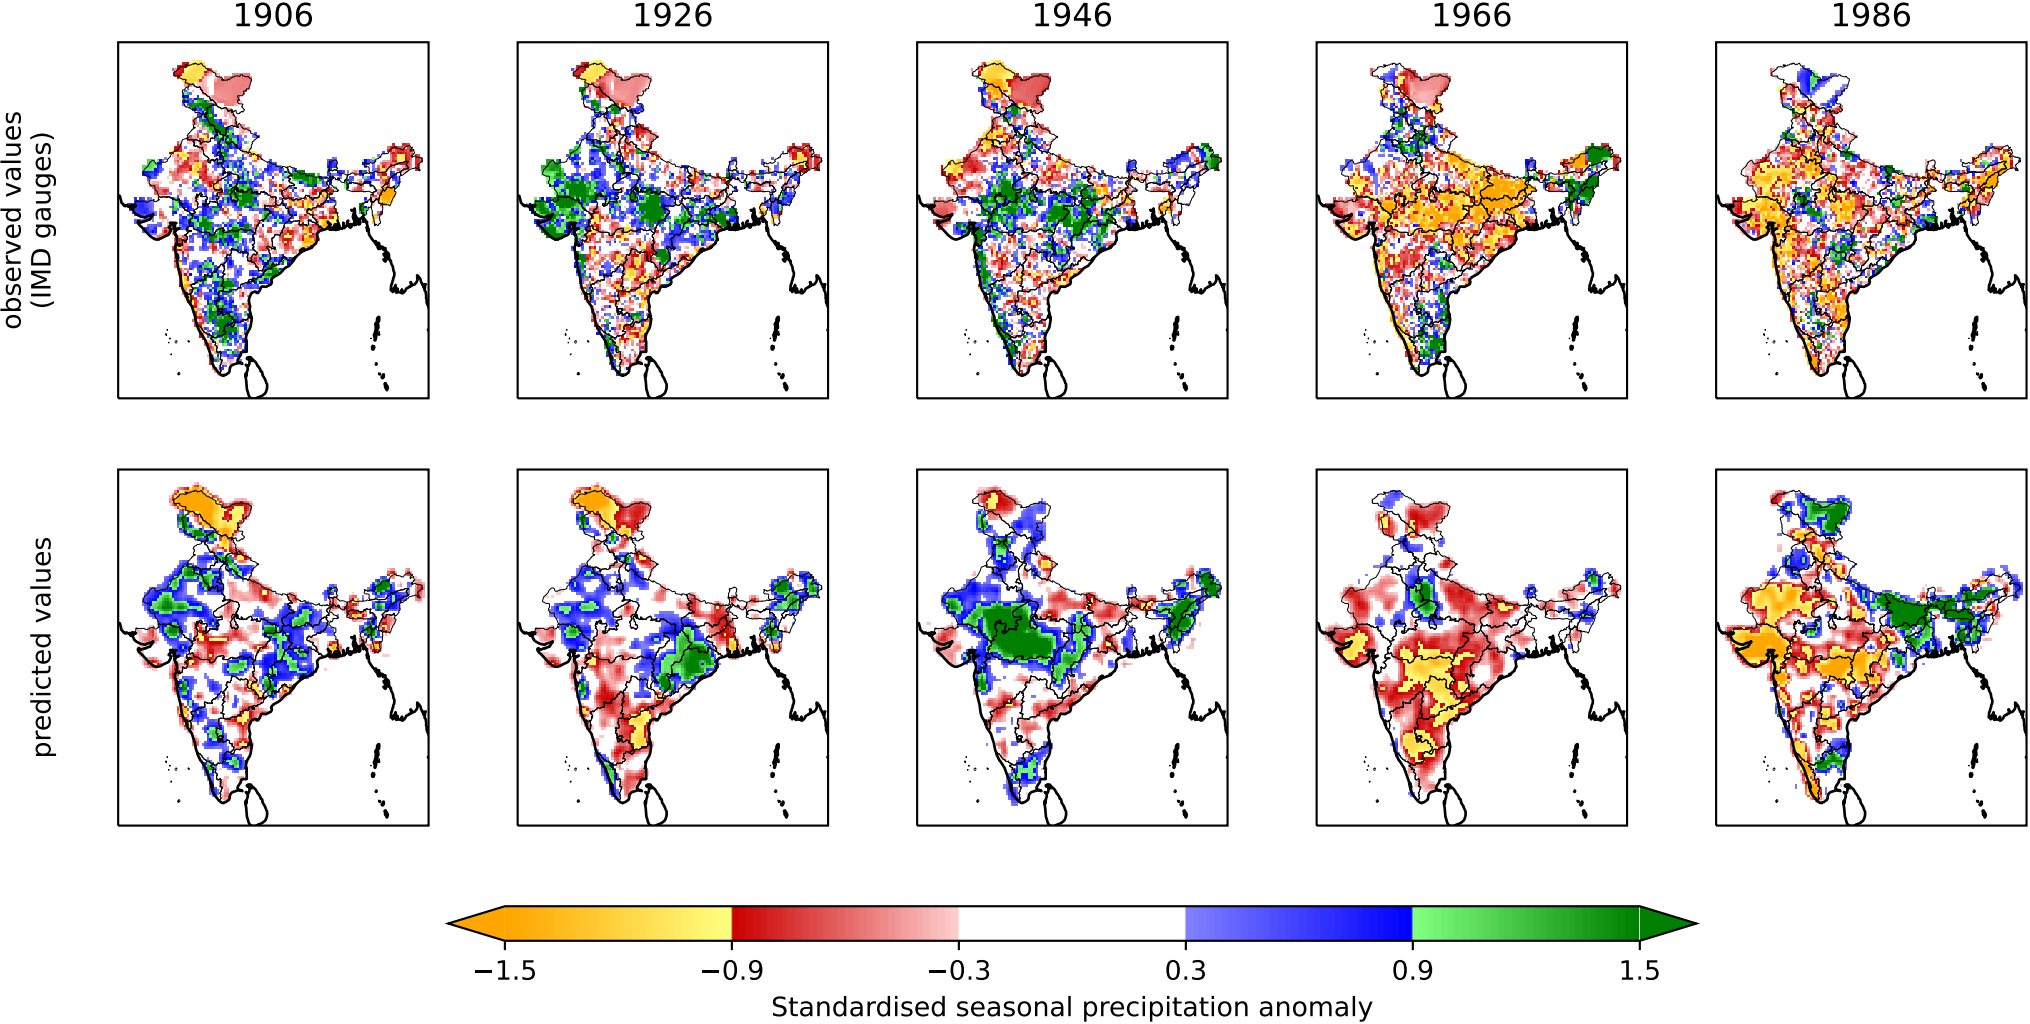 1906 1926 1946 1966 1986
observed values
(IMD gauges)
predicted values
−1.5 −0.9 −0.3 0.3 0.9 1.5
Standardised seasonal precipitation anomaly